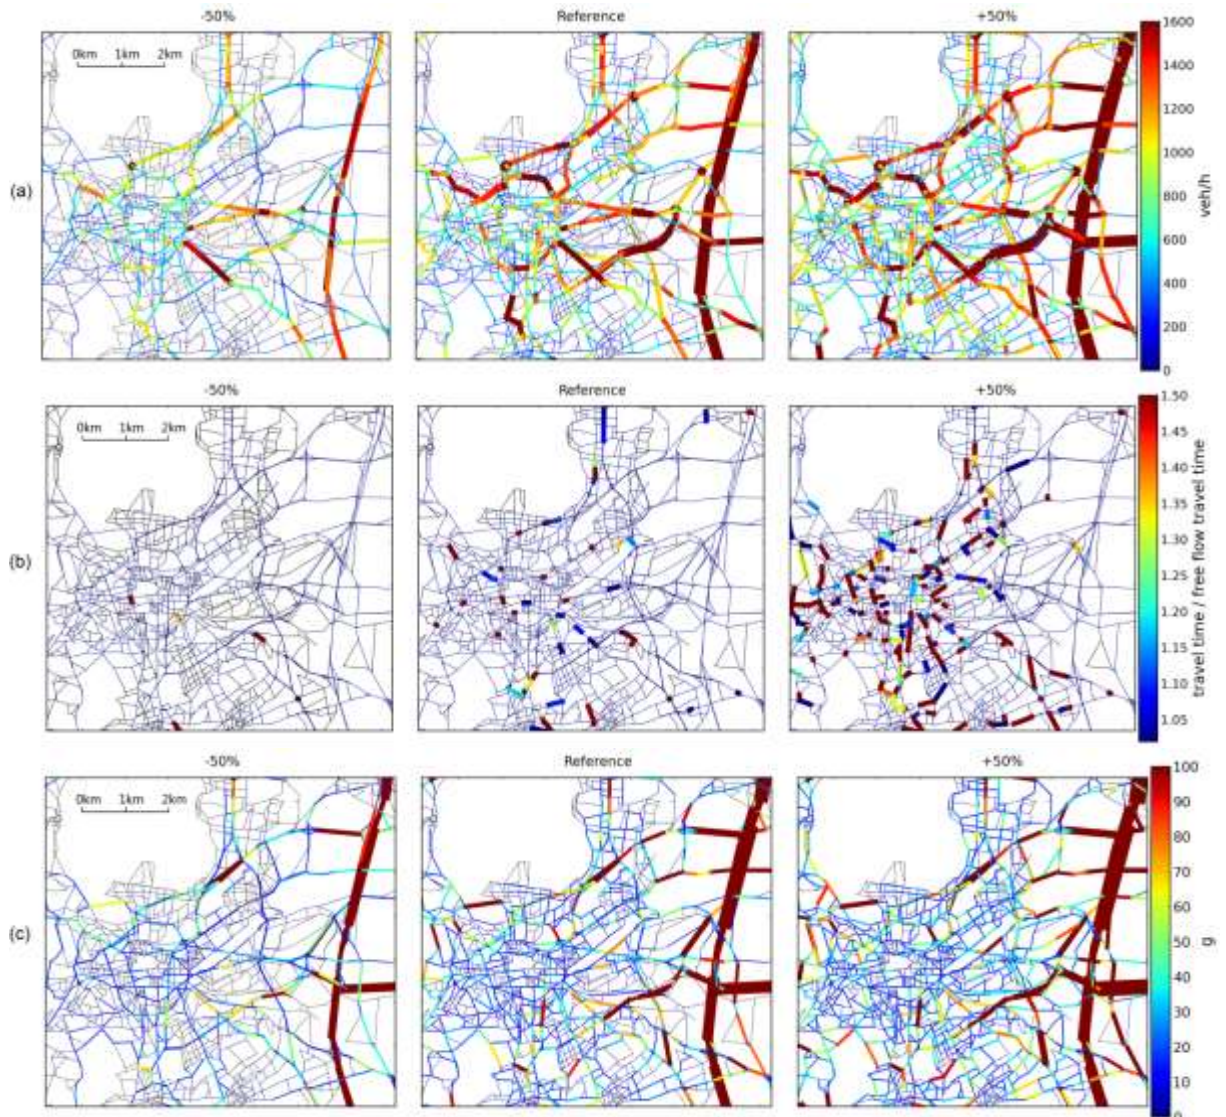 -50% Reference +50%
0km 1km 2km
(a)
1600
1400
1200
1000
800
600
400
200
0
veh/h
-50% Reference +50%
0km 1km 2km
(b)
1.50
1.45
1.40
1.35
1.30
1.25
1.20
1.15
1.10
1.05
travel time / free flow travel time
-50% Reference +50%
0km 1km 2km
(c)
100
90
80
70
60
50
40
30
20
10
0
g